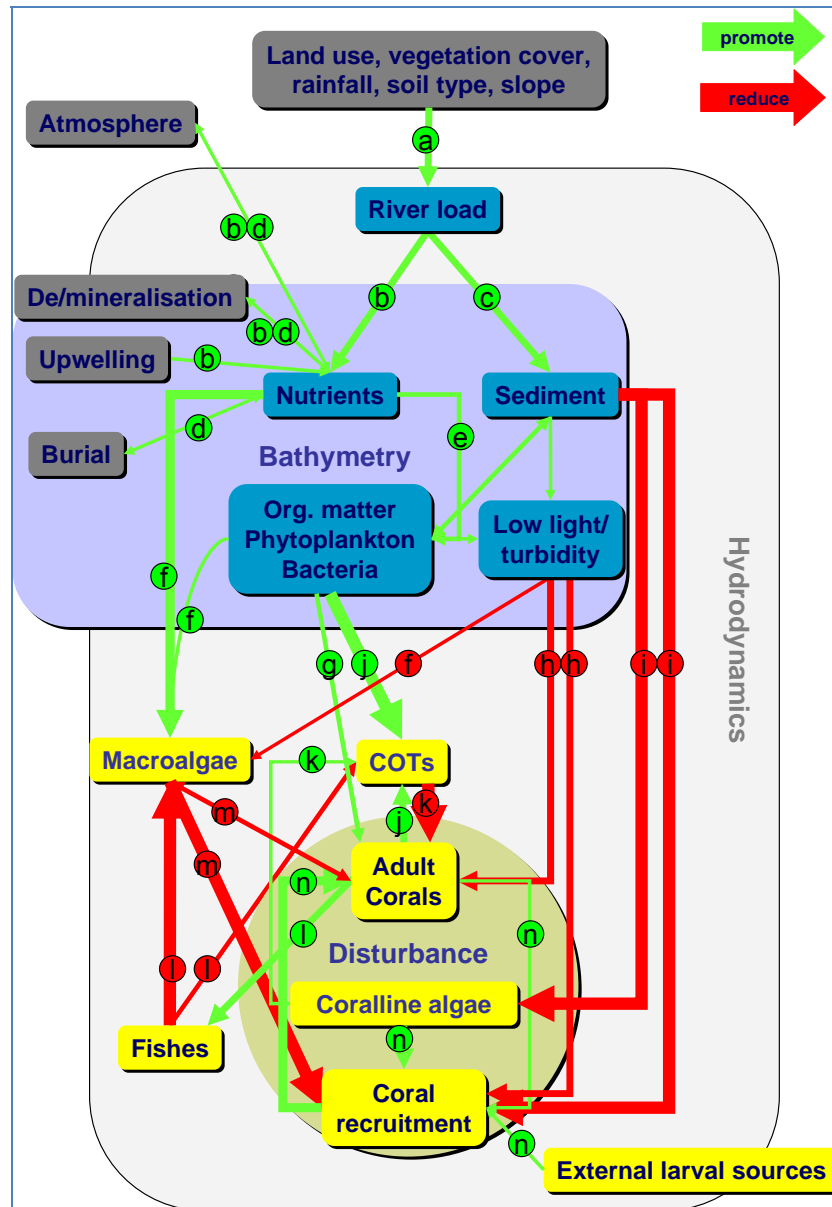 promote
Land use, vegetation cover,
rainfall, soil type, slope
reduce
Atmosphere
a
River load
b d
De/mineralisation
b
c
b d
Upwelling
b
Nutrients
Sediment
d
e
Burial
Bathymetry
Org. matter
Phytoplankton
Bacteria
Low light/
turbidity
Hydrodynamics
f
f
g
j
f
h
h
i
i
Macroalgae
k
COTs
k
m
j
m
Adult
Corals
n
n
l
Disturbance
l
l
Coralline algae
Fishes
n
Coral
recruitment
n
External larval sources